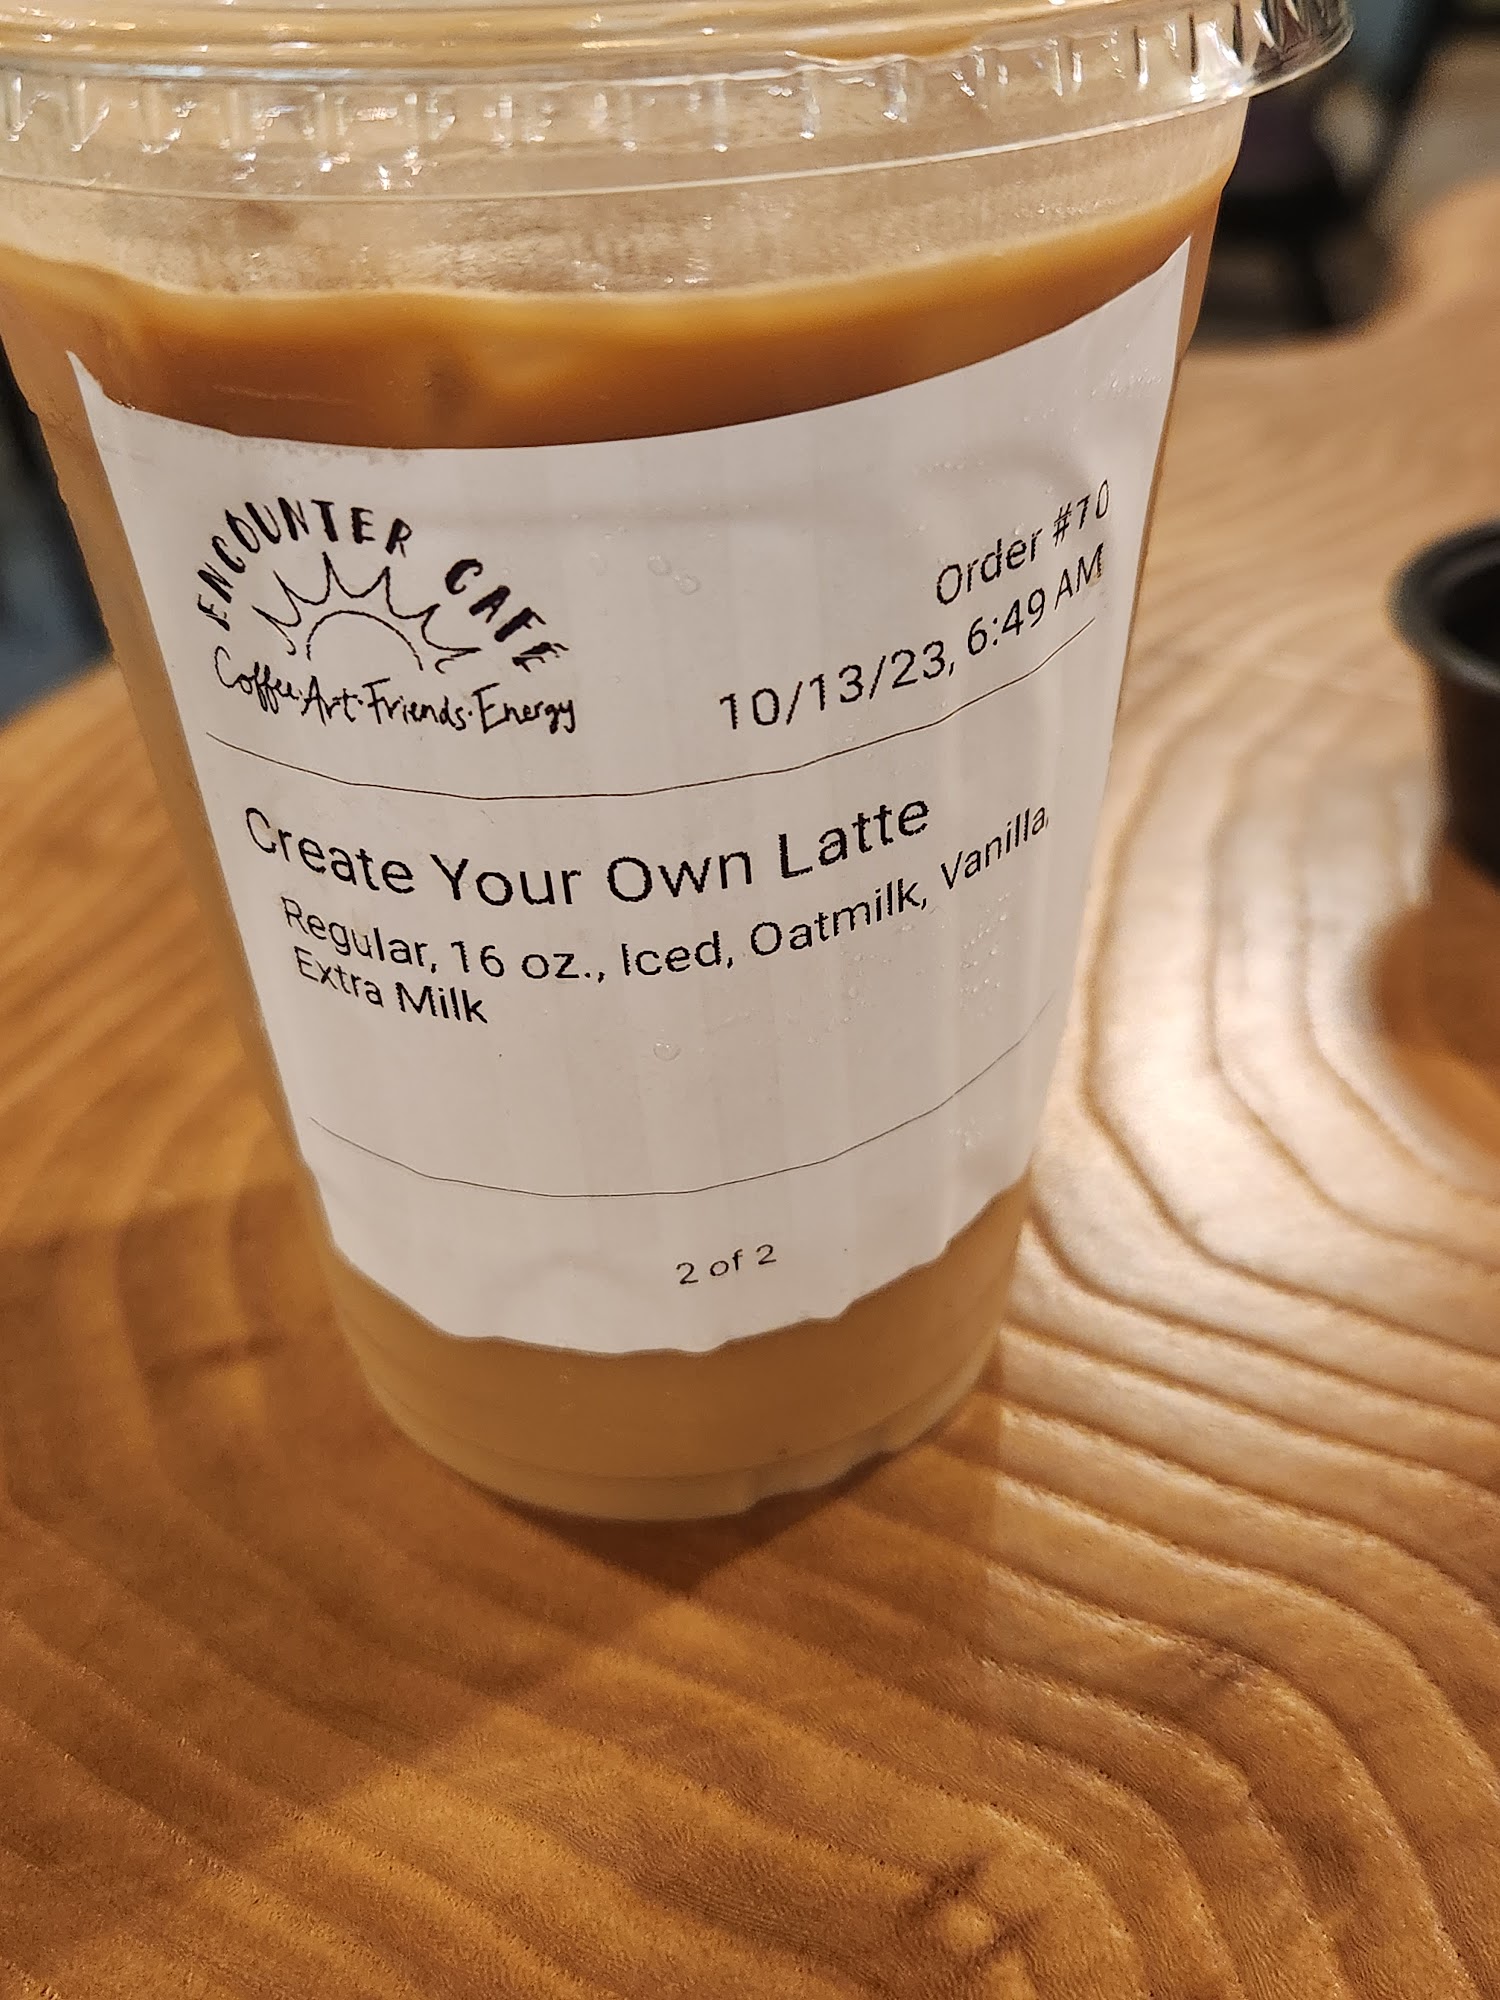 ENCOUNTER CAFE
Coffee·Art·Friends·Energy
Order #70
10/13/23, 6:49 AM
Create Your Own Latte
Regular, 16 oz., Iced, Oatmilk, Vanilla,
Extra Milk
2 of 2